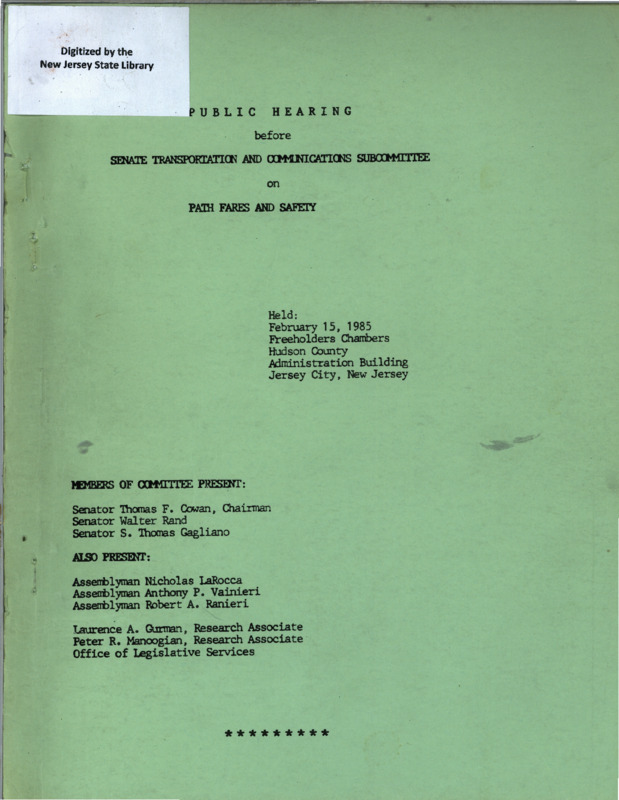 Digitized by the
New Jersey State Library
PUBLIC HEARING
before
SENATE TRANSPORTATION AND COMMUNICATIONS SUBCOMMITTEE
on
PATH FARES AND SAFETY
Held:
February 15, 1985
Freeholders Chambers
Hudson County
Administration Building
Jersey City, New Jersey
MEMBERS OF COMMITTEE PRESENT:
Senator Thomas F. Cowan, Chairman
Senator Walter Rand
Senator S. Thomas Gagliano
ALSO PRESENT:
Assemblyman Nicholas LaRocca
Assemblyman Anthony P. Vainieri
Assemblyman Robert A. Ranieri
Laurence A. Gurman, Research Associate
Peter R. Manoogian, Research Associate
Office of Legislative Services
* * * * * * * * *